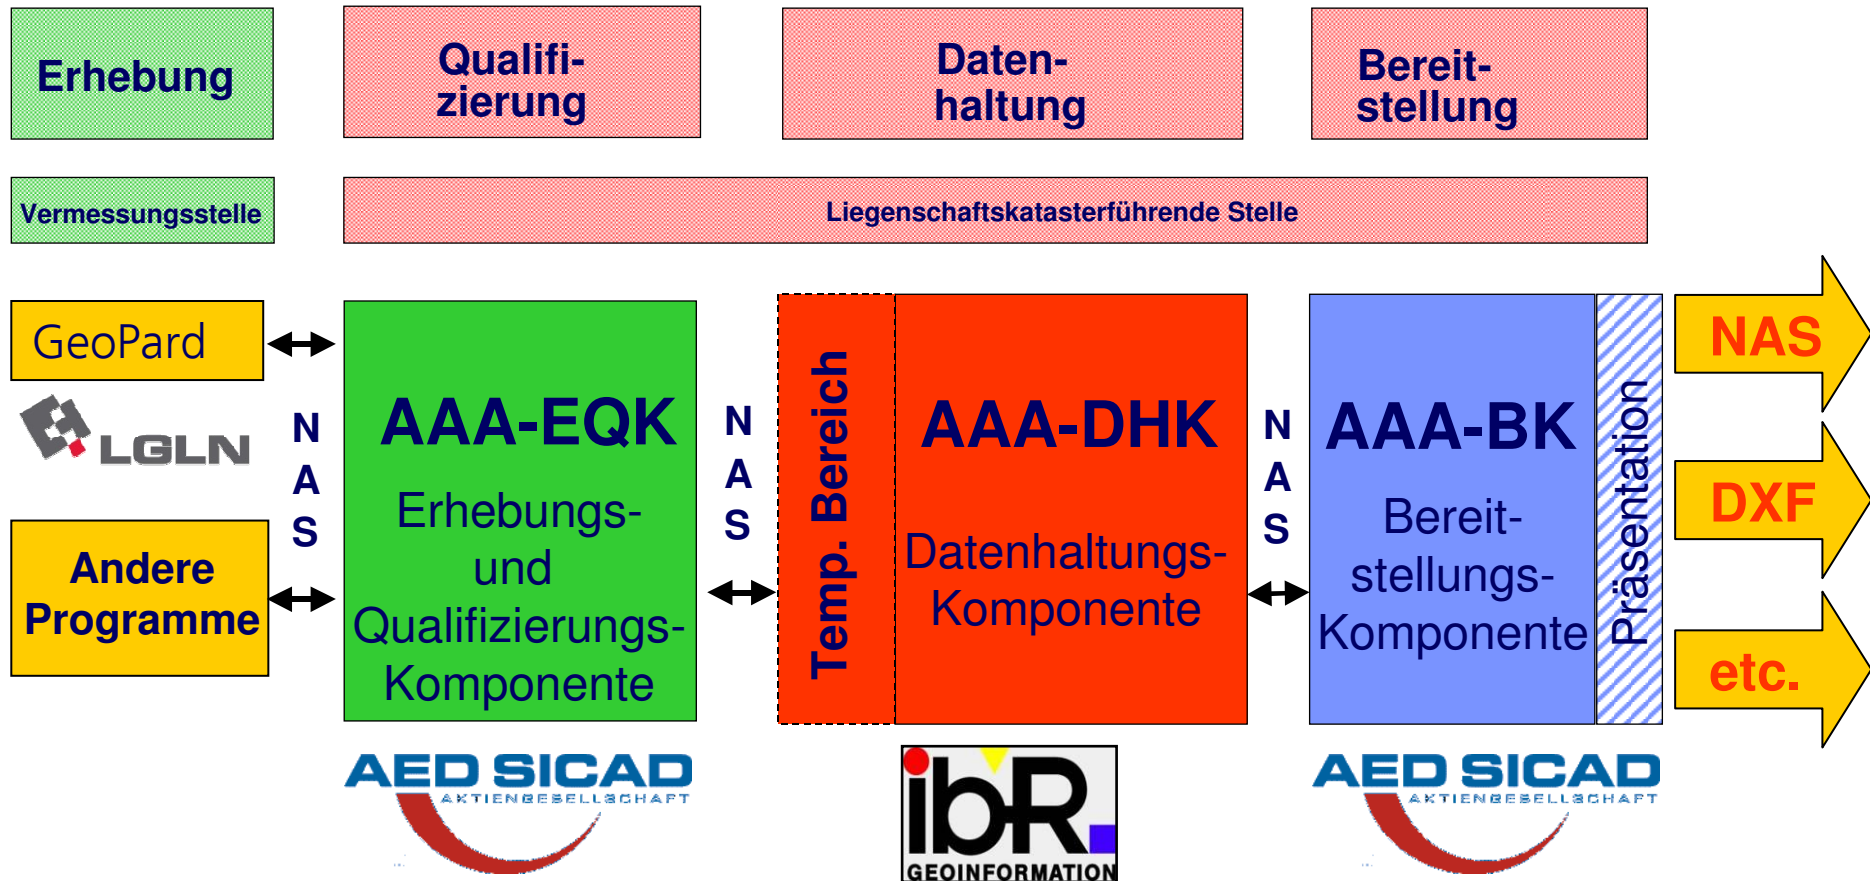 Erhebung
Qualifi-
zierung
Daten-
haltung
Bereit-
stellung
Vermessungsstelle
Liegenschaftskatasterführende Stelle
GeoPard
LGLN
Andere
Programme
N
A
S
AAA-EQK
Erhebungs-
und
Qualifizierungs-
Komponente
N
A
S
Temp. Bereich
AAA-DHK
Datenhaltungs-
Komponente
N
A
S
AAA-BK
Bereit-
stellungs-
Komponente
Präsentation
NAS
DXF
etc.
AED SICAD
AKTIENGESELLSCHAFT
ibR.
GEOINFORMATION
AED SICAD
AKTIENGESELLSCHAFT